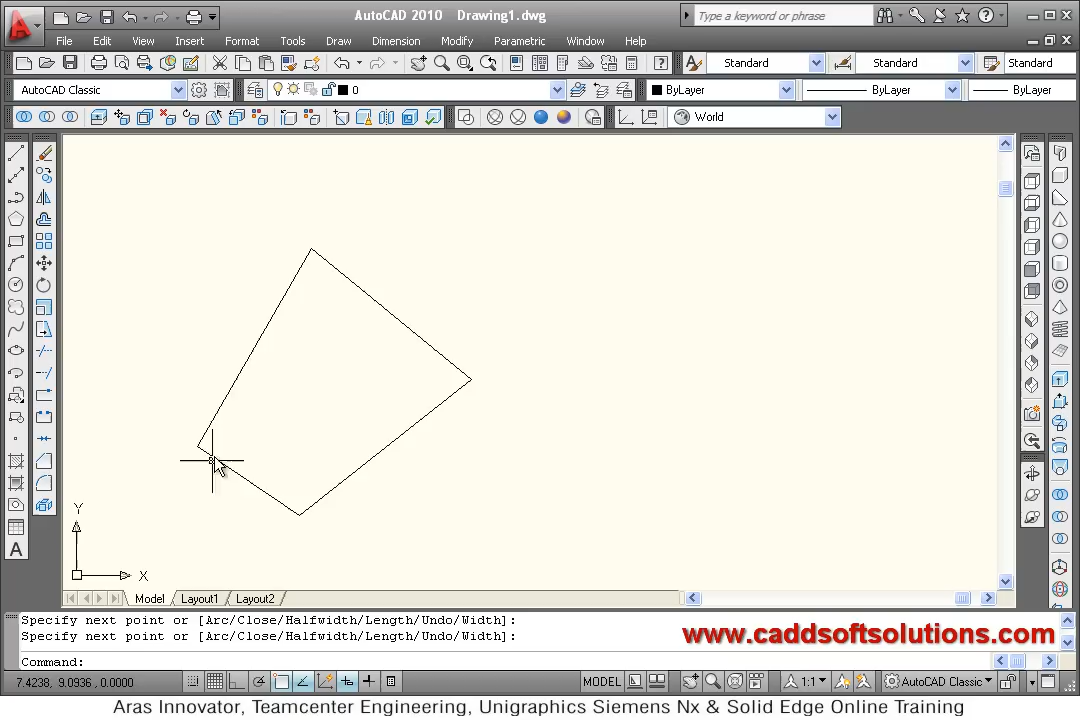 AutoCAD 2010 Drawing1.dwg
Type a keyword or phrase
File Edit View Insert Format Tools Draw Dimension Modify Parametric Window Help
Standard Standard Standard
AutoCAD Classic 0 ByLayer ByLayer ByLayer
World
Y
X
A
Model Layout1 Layout2
Specify next point or [Arc/Close/Halfwidth/Length/Undo/Width]:
Specify next point or [Arc/Close/Halfwidth/Length/Undo/Width]:
www.caddsoftsolutions.com
Command:
7.4238, 9.0936 , 0.0000 MODEL 1:1 AutoCAD Classic
Aras Innovator, Teamcenter Engineering, Unigraphics Siemens Nx & Solid Edge Online Training